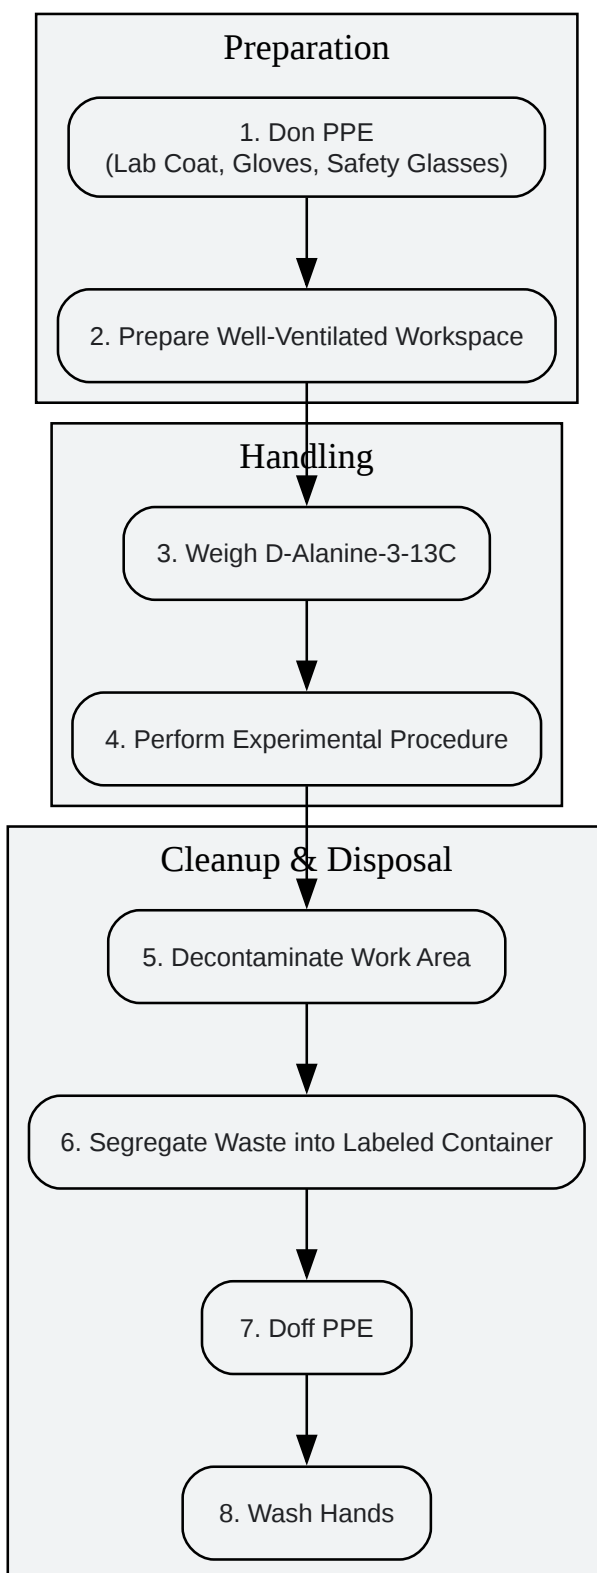 Preparation
1. Don PPE
(Lab Coat, Gloves, Safety Glasses)
2. Prepare Well-Ventilated Workspace
Handling
3. Weigh D-Alanine-3-13C
4. Perform Experimental Procedure
Cleanup & Disposal
5. Decontaminate Work Area
6. Segregate Waste into Labeled Container
7. Doff PPE
8. Wash Hands